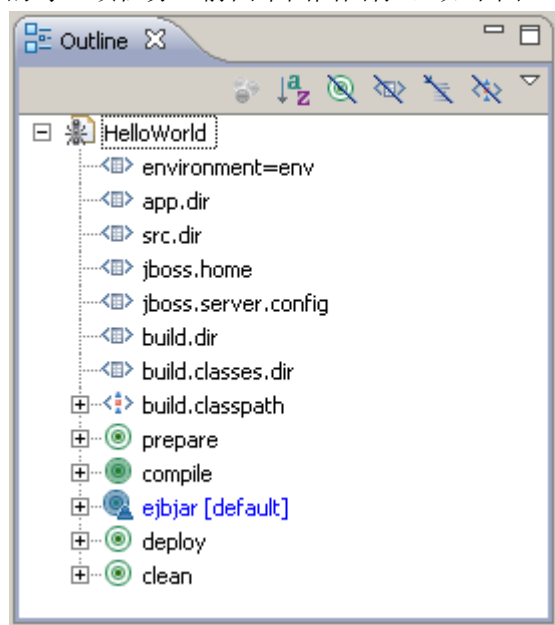 Outline
HelloWorld
environment=env
app.dir
src.dir
jboss.home
jboss.server.config
build.dir
build.classes.dir
build.classpath
prepare
compile
ejbjar [default]
deploy
clean